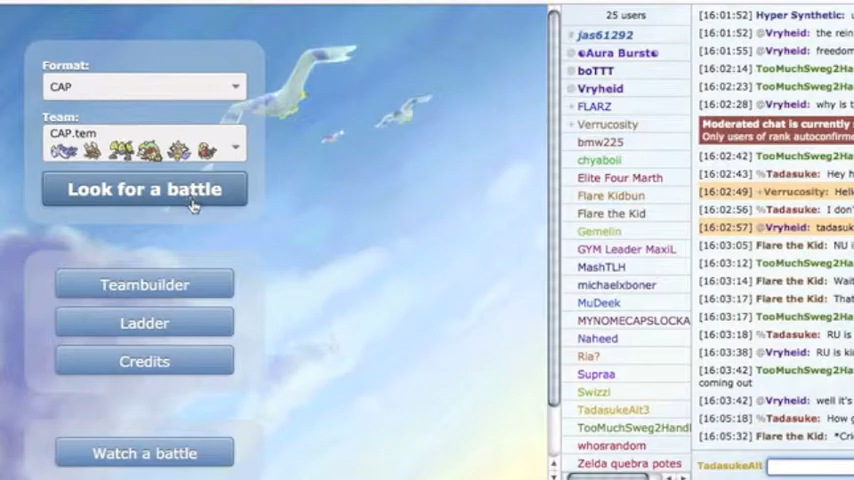 Format:
CAP
Team:
CAP.tem
Look for a battle
Teambuilder
Ladder
Credits
Watch a battle
25 users
# jas61292
@Aura Burst
@boTTT
@Vryheid
+ FLARZ
+ Verrucosity
bmw225
chyaboil
Elite Four Marth
Flare Kidbun
Flare the Kid
Gemelin
GYM Leader MaxiL
MashTLH
michaelxboner
MuDeek
MYNOMECAPSLOCKA
Naheed
Ria?
Supraa
Swizzl
TadasukeAlt3
TooMuchSweg2Handl
whosrandom
Zelda quebra potes
[16:01:52] Hyper Synthetic:
[16:01:52] @Vryheid: the rein
[16:01:55] @Vryheid: freedom
[16:02:14] TooMuchSweg2Ha
[16:02:23] TooMuchSweg2Ha
[16:02:28] @Vryheid: why is t
Moderated chat is currently
Only users of rank autoconfirme
[16:02:42] TooMuchSweg2Ha
[16:02:43] %Tadasuke: Hey h
[16:02:49] +Verrucosity: Hell
[16:02:56] %Tadasuke: I don'
[16:02:57] @Vryheid: tadasuk
[16:03:05] Flare the Kid: NU i
[16:03:12] TooMuchSweg2Ha
[16:03:14] Flare the Kid: Wait
[16:03:17] Flare the Kid: That
[16:03:17] TooMuchSweg2Ha
[16:03:18] %Tadasuke: RU is
[16:03:38] @Vryheid: RU is kin
[16:03:42] TooMuchSweg2Ha
coming out
[16:03:42] @Vryheid: well it's
[16:05:18] %Tadasuke: How g
[16:05:32] Flare the Kid: *Cri
TadasukeAlt